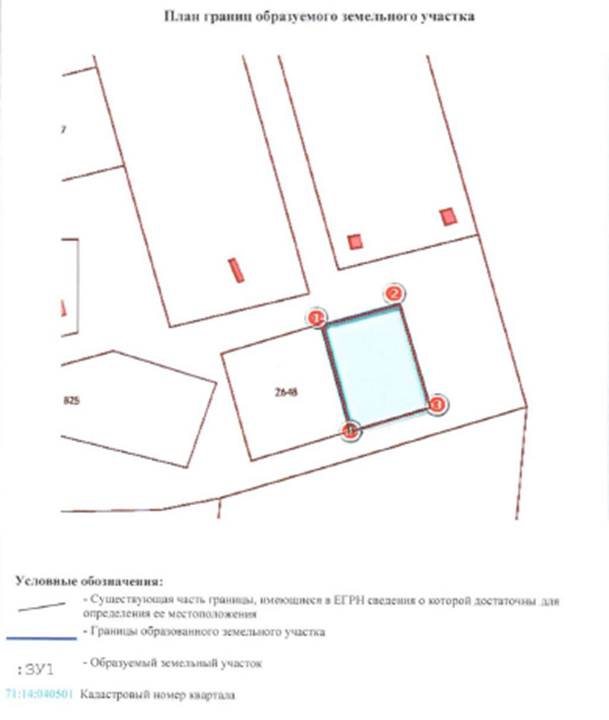 План границ образуемого земельного участка
7
1
2
2648
825
3
Условные обозначения:
- Существующая часть границы, имеющиеся в ЕГРН сведения о которой достаточны для
определения ее местоположения
- Границы образованного земельного участка
:ЗУ1
- Образуемый земельный участок
71:14:040501 Кадастровый номер квартала